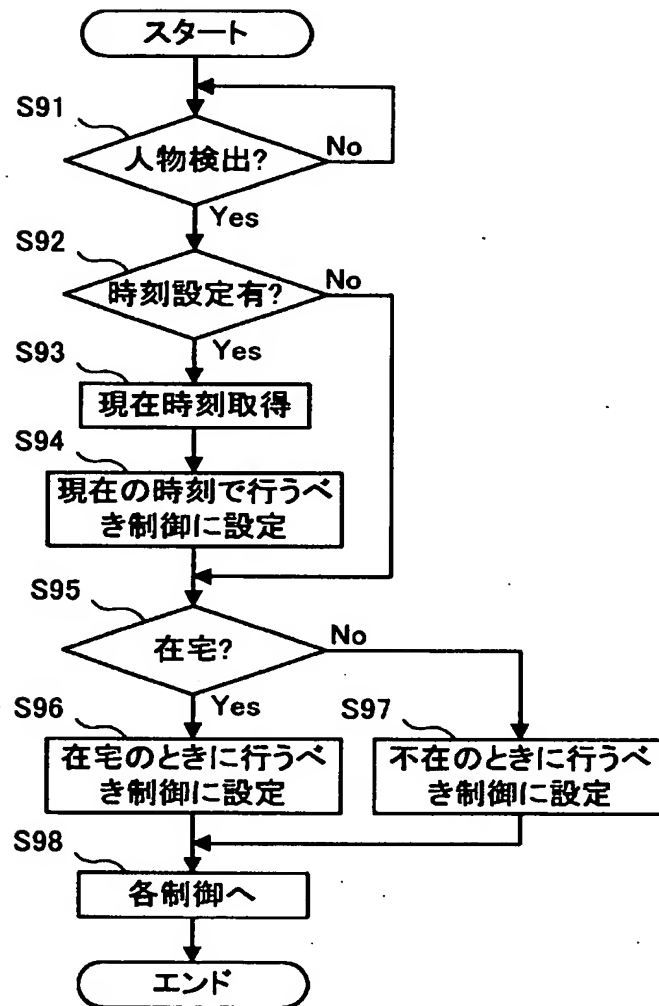 スタート
S91
人物検出?
No
Yes
S92
時刻設定有?
No
Yes
S93
現在時刻取得
S94
現在の時刻で行うべ
き制御に設定
S95
在宅?
No
Yes
S96
在宅のときに行うべ
き制御に設定
S97
不在のときに行うべ
き制御に設定
S98
各制御へ
エンド